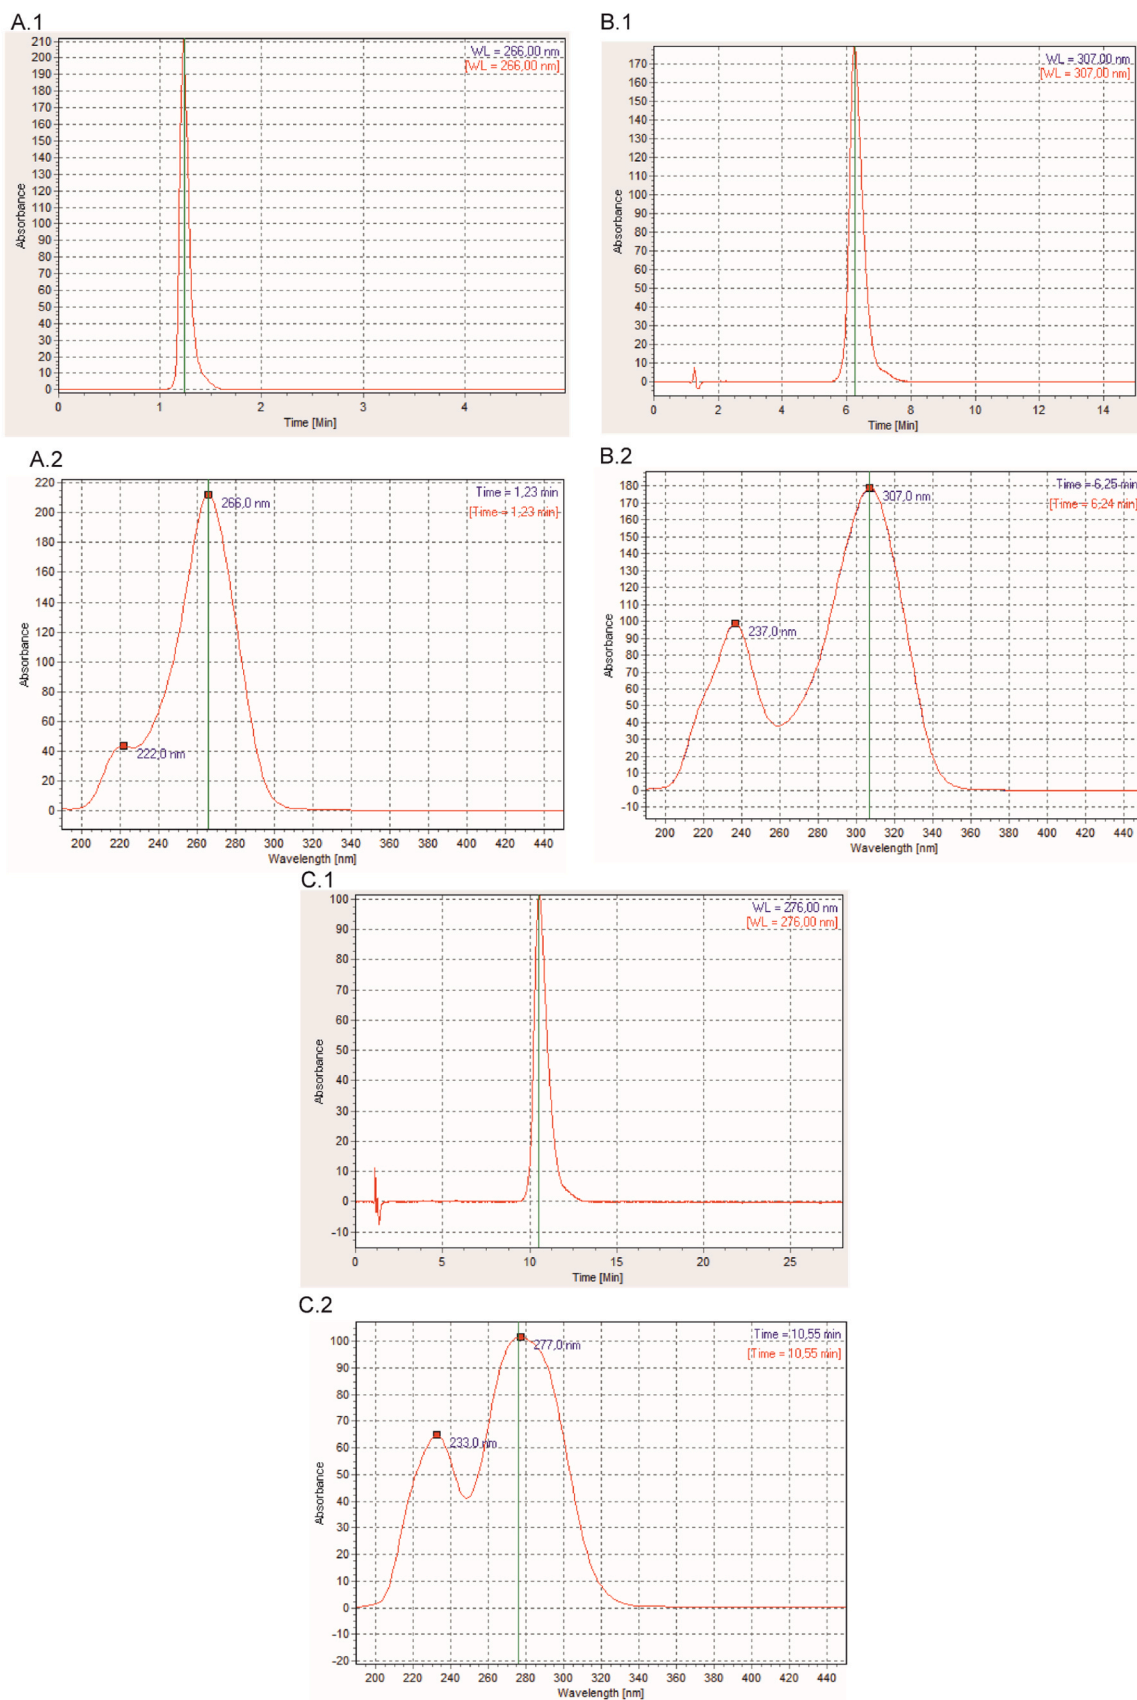 A.1
WL = 266,00 nm
[WL = 266,00 nm]
210
200
190
180
170
160
150
140
130
120
110
100
90
80
70
60
50
40
30
20
10
0
Absorbance
0 1 2 3 4
Time [Min]
B.1
WL = 307,00 nm
[WL = 307,00 nm]
170
160
150
140
130
120
110
100
90
80
70
60
50
40
30
20
10
0
Absorbance
0 2 4 6 8 10 12 14
Time [Min]
A.2
Time = 1,23 min
[Time = 1,23 min]
266,0 nm
222,0 nm
220
200
180
160
140
120
100
80
60
40
20
0
Absorbance
200 220 240 260 280 300 320 340 360 380 400 420 440
Wavelength [nm]
B.2
Time = 6,25 min
[Time = 6,24 min]
307,0 nm
237,0 nm
180
170
160
150
140
130
120
110
100
90
80
70
60
50
40
30
20
10
0
-10
Absorbance
200 220 240 260 280 300 320 340 360 380 400 420 440
Wavelength [nm]
C.1
WL = 276,00 nm
[WL = 276,00 nm]
100
90
80
70
60
50
40
30
20
10
0
-10
Absorbance
0 5 10 15 20 25
Time [Min]
C.2
Time = 10,55 min
[Time = 10,55 min]
277,0 nm
233,0 nm
100
90
80
70
60
50
40
30
20
10
0
-10
-20
Absorbance
200 220 240 260 280 300 320 340 360 380 400 420 440
Wavelength [nm]